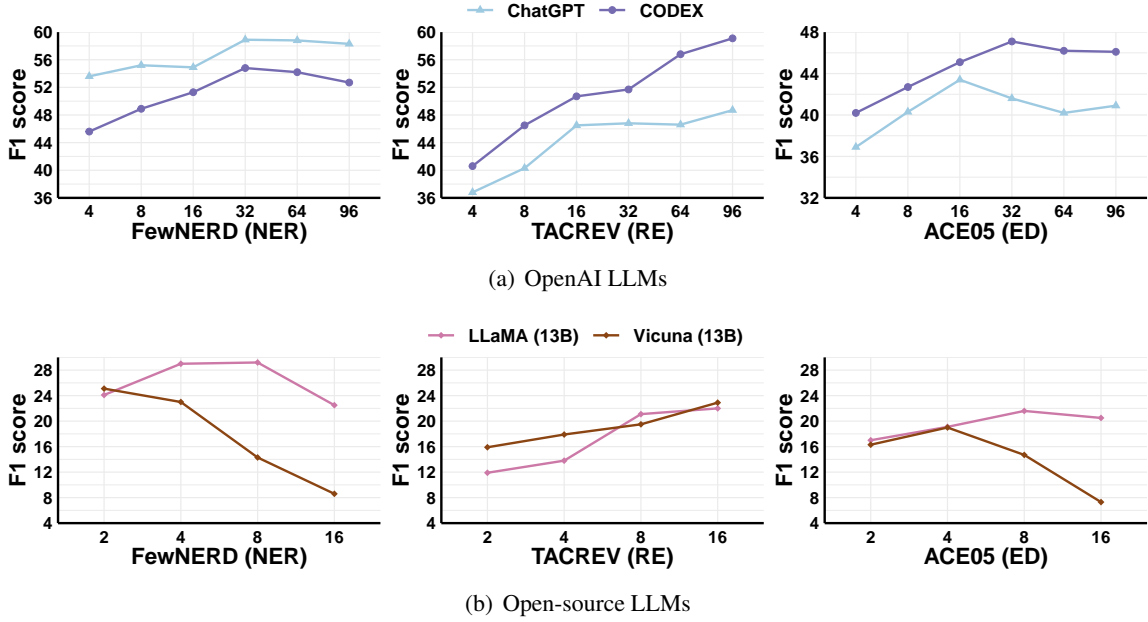 ChatGPT CODEX
F1 score
60
56
52
48
44
40
36
4 8 16 32 64 96
FewNERD (NER)
F1 score
60
56
52
48
44
40
36
4 8 16 32 64 96
TACREV (RE)
F1 score
48
44
40
36
32
4 8 16 32 64 96
ACE05 (ED)
(a) OpenAI LLMs
LLaMA (13B) Vicuna (13B)
F1 score
28
24
20
16
12
8
4
2 4 8 16
FewNERD (NER)
F1 score
28
24
20
16
12
8
4
2 4 8 16
TACREV (RE)
F1 score
28
24
20
16
12
8
4
2 4 8 16
ACE05 (ED)
(b) Open-source LLMs